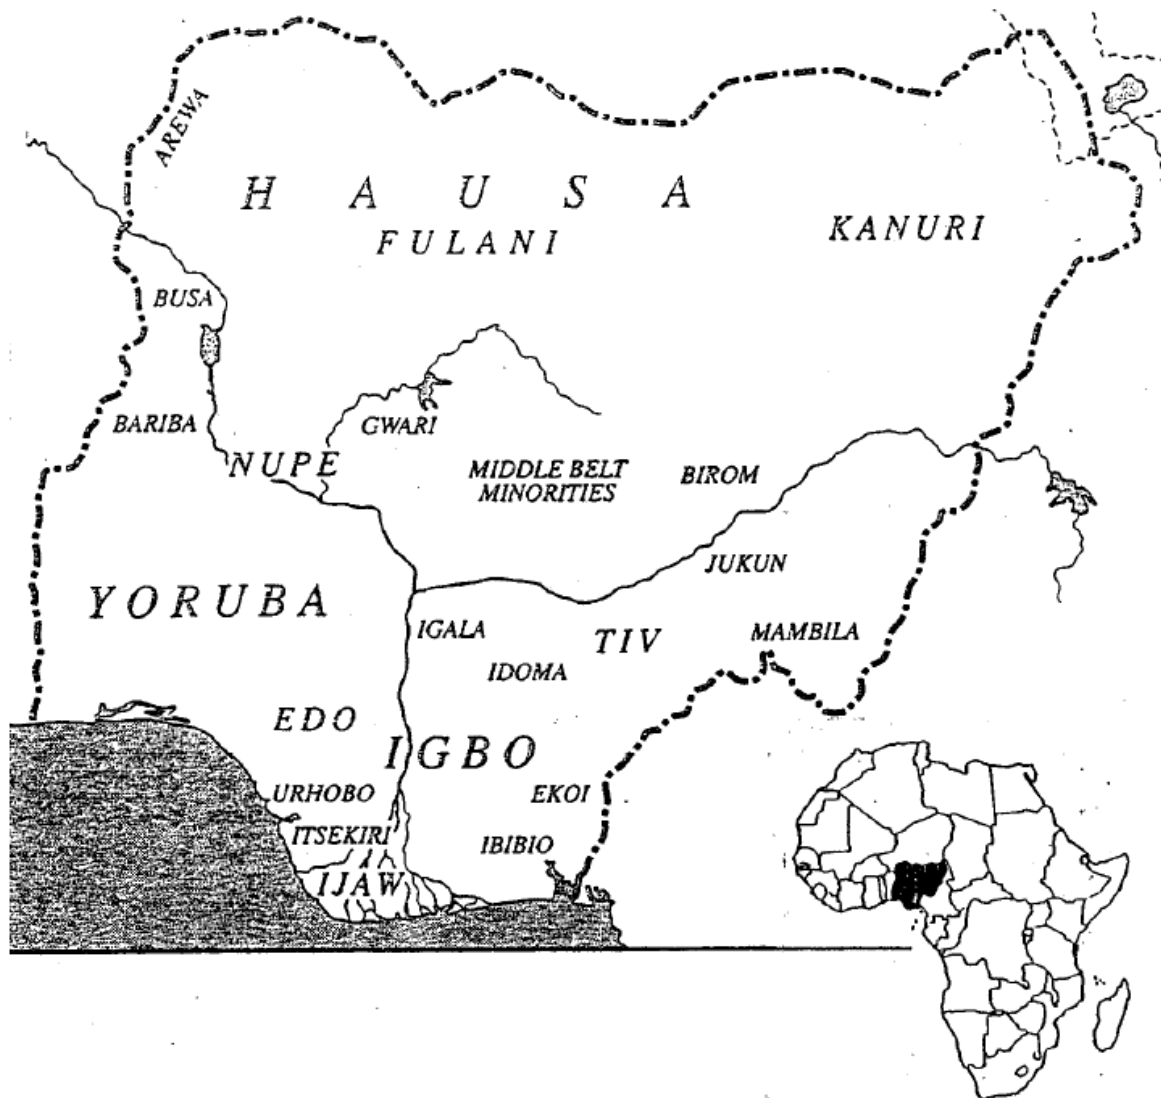 AREWA
HAUSA
FULANI
KANURI
BUSA
BARIBA
GWARI
NUPE
MIDDLE BELT
MINORITIES
BIROM
JUKUN
YORUBA
IGALA
TIV
MAMBILA
IDOMA
EDO
IGBO
URHOBO
EKOI
ITSEKIRI
IBIBIO
IJAW